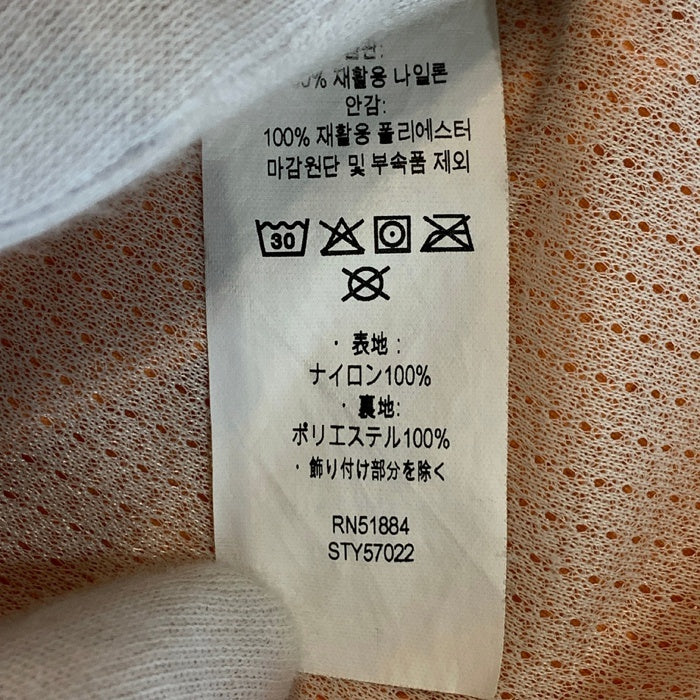 재활용 나일론
안감:
100% 재활용 폴리에스터
마감원단 및 부속품 제외
30
・表地:
ナイロン100%
・裏地:
ポリエステル100%
・飾り付け部分を除く
RN51884
STY57022